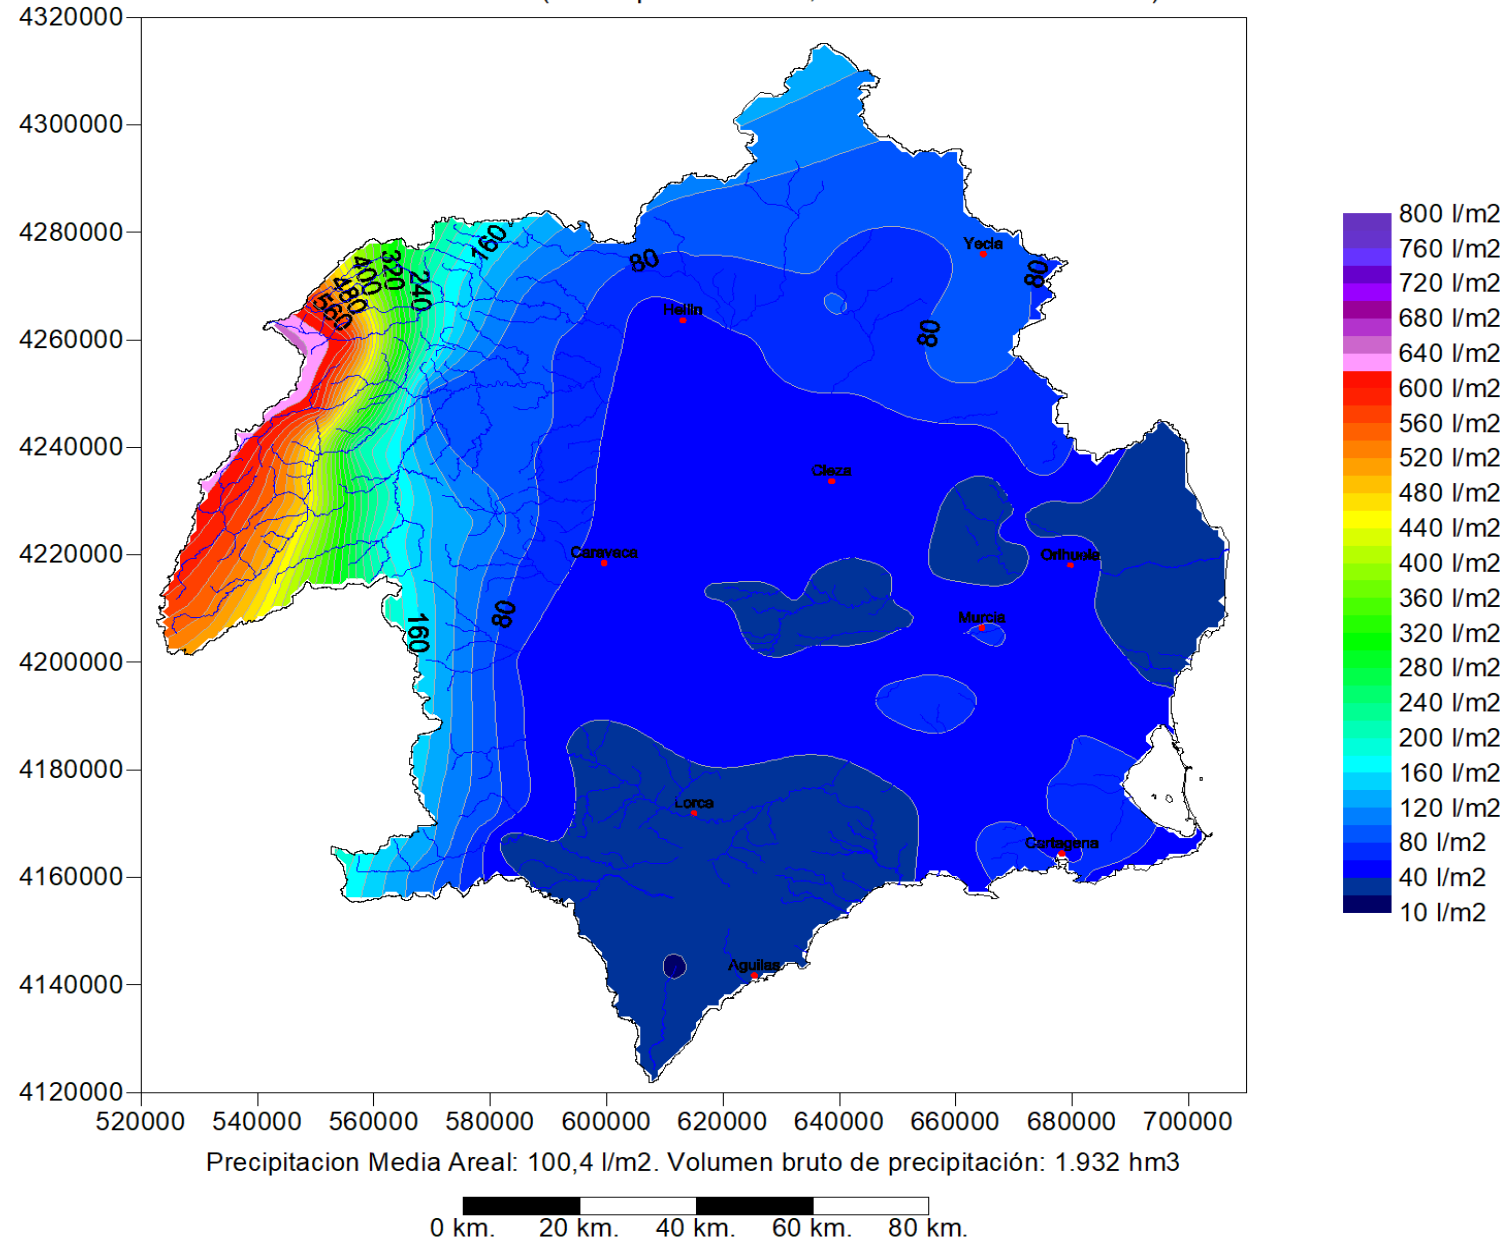 4320000
4300000
4280000
4260000
4240000
4220000
4200000
4180000
4160000
4140000
4120000
520000 540000 560000 580000 600000 620000 640000 660000 680000 700000
160
80
80
80
400
320
240
480
560
80
160
Yecla
Hellin
Cieza
Caravaca
Orihuela
Murcia
Lorca
Cartagena
Aguilas
800 l/m2
760 l/m2
720 l/m2
680 l/m2
640 l/m2
600 l/m2
560 l/m2
520 l/m2
480 l/m2
440 l/m2
400 l/m2
360 l/m2
320 l/m2
280 l/m2
240 l/m2
200 l/m2
160 l/m2
120 l/m2
80 l/m2
40 l/m2
10 l/m2
Precipitacion Media Areal: 100,4 l/m2. Volumen bruto de precipitación: 1.932 hm3
0 km. 20 km. 40 km. 60 km. 80 km.